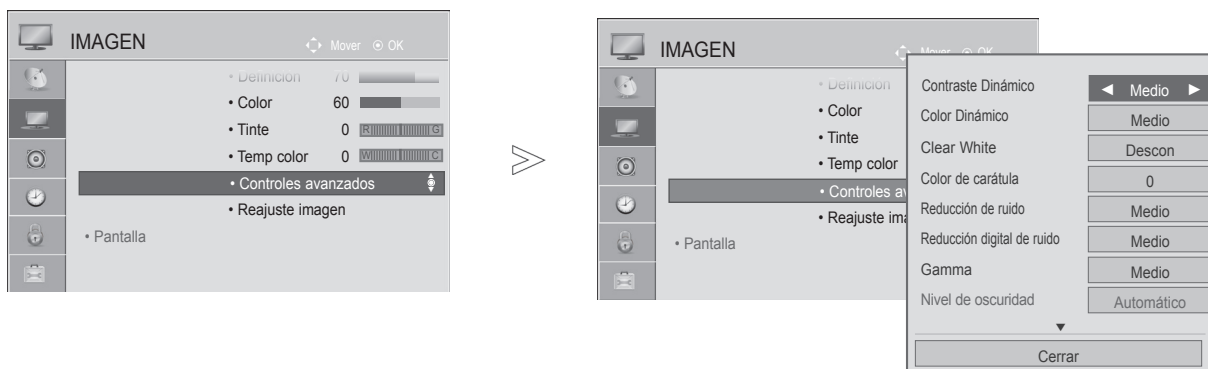 IMAGEN
Mover OK
• Definición 70
• Color 60
• Tinte 0 R G
• Temp color 0 W C
• Controles avanzados
• Reajuste imagen
• Pantalla
IMAGEN
Mover OK
• Definición
• Color
• Tinte
• Temp color
• Controles av
• Reajuste ima
• Pantalla
Contraste Dinámico ◄ Medio ►
Color Dinámico Medio
Clear White Descon
Color de carátula 0
Reducción de ruido Medio
Reducción digital de ruido Medio
Gamma Medio
Nivel de oscuridad Automático
▼
Cerrar